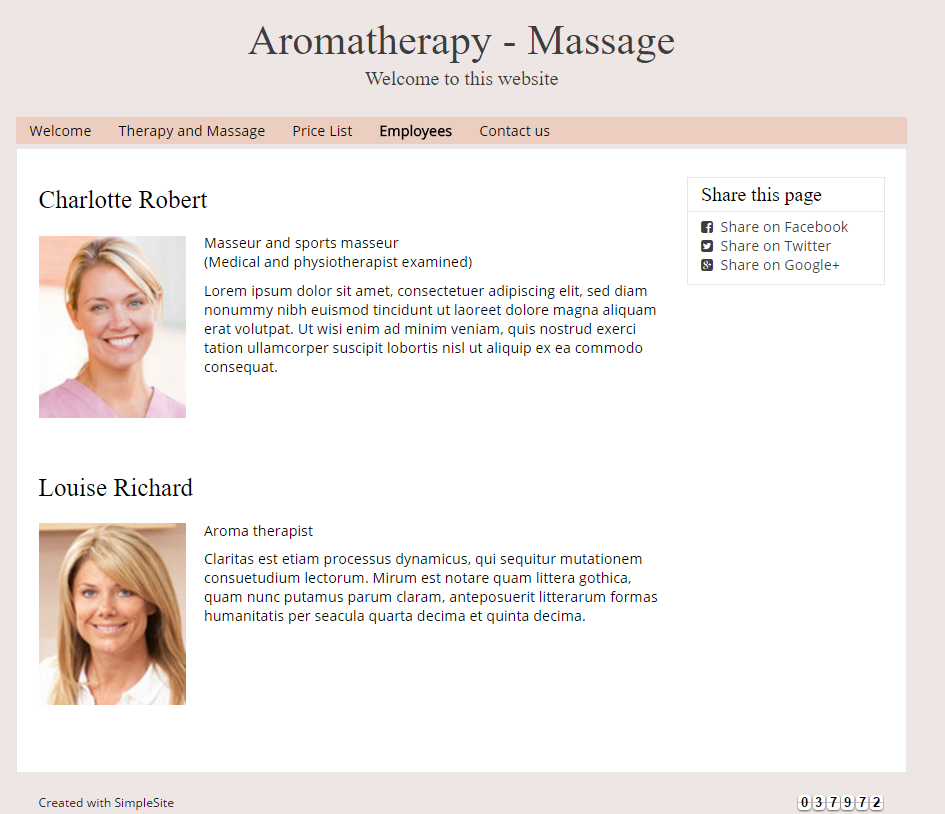 Aromatherapy - Massage
Welcome to this website
Welcome Therapy and Massage Price List Employees Contact us
Charlotte Robert
Masseur and sports masseur
(Medical and physiotherapist examined)
Lorem ipsum dolor sit amet, consectetuer adipiscing elit, sed diam
nonummy nibh euismod tincidunt ut laoreet dolore magna aliquam
erat volutpat. Ut wisi enim ad minim veniam, quis nostrud exerci
tation ullamcorper suscipit lobortis nisl ut aliquip ex ea commodo
consequat.
Louise Richard
Aroma therapist
Claritas est etiam processus dynamicus, qui sequitur mutationem
consuetudium lectorum. Mirum est notare quam littera gothica,
quam nunc putamus parum claram, anteposuerit litterarum formas
humanitatis per seacula quarta decima et quinta decima.
Share this page
Share on Facebook
Share on Twitter
Share on Google+
Created with SimpleSite
037972